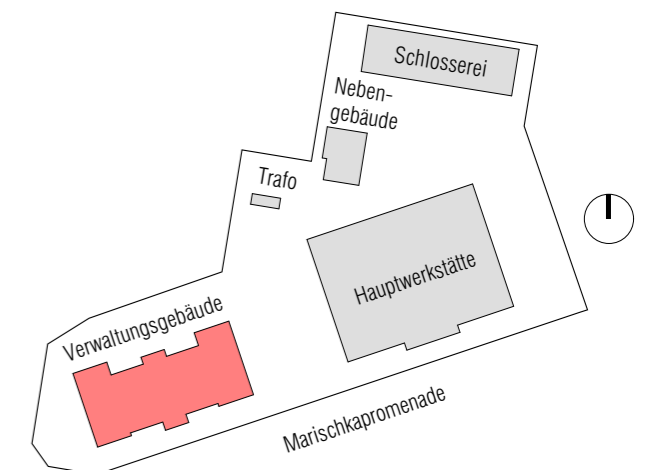 Schlosserei
Neben-
gebäude
Trafo
Hauptwerkstätte
Verwaltungsgebäude
Marischkapromenade